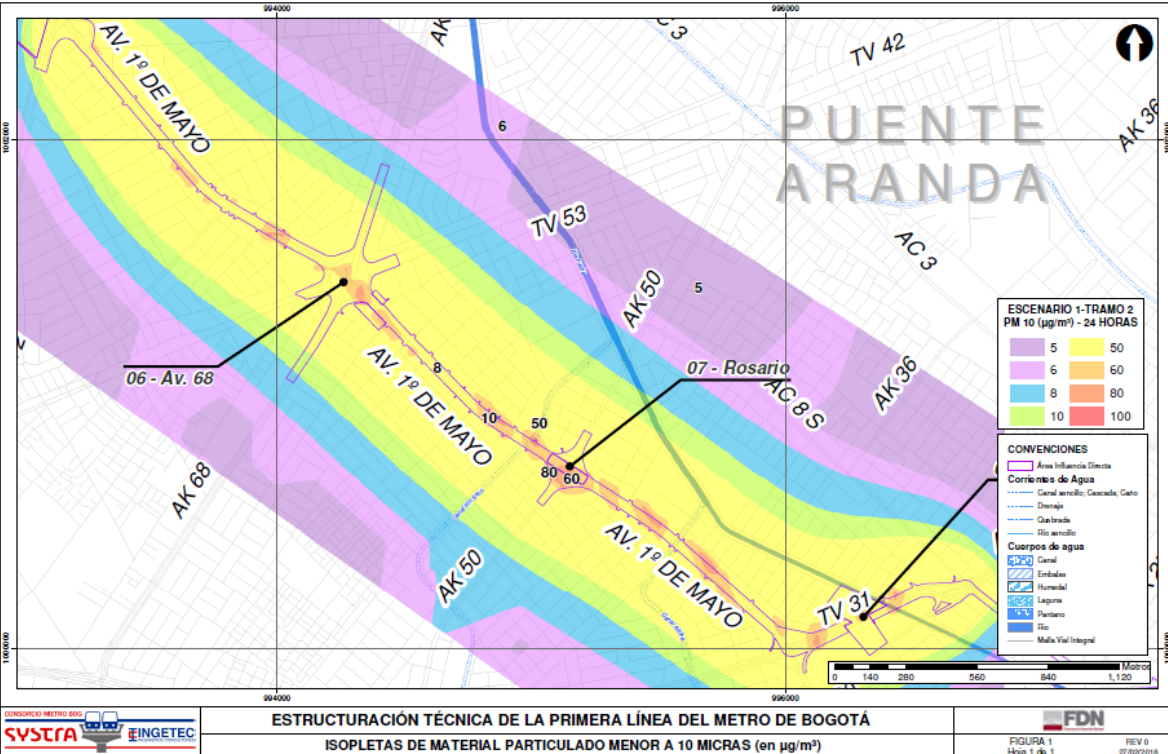 994000
996000
AV. 1º DE MAYO
AK
C 3
TV 42
AK 36
PUENTE
ARANDA
6
TV 53
AC 3
5
AK 50
06 - Av. 68
8
AV. 1º DE MAYO
07 - Rosario
AC 8 S
AK 36
10
50
80
60
AK 68
AK 50
AV. 1º DE MAYO
TV 31
ESCENARIO 1-TRAMO 2
PM 10 (µg/m³) - 24 HORAS
5 50
6 60
8 80
10 100
CONVENCIONES
Area Influencia Directa
Corrientes de Agua
Canal sencillo; Cascada; Caño
Drenaje
Quebrada
Río sencillo
Cuerpos de agua
Canal
Embalse
Humedal
Laguna
Pantano
Río
Malla Vial Integral
Metros
0 140 280 560 840 1,120
994000
996000
CONSORCIO METRO BOG
SYSTRA
INGETEC
ESTRUCTURACIÓN TÉCNICA DE LA PRIMERA LÍNEA DEL METRO DE BOGOTÁ
ISOPLETAS DE MATERIAL PARTICULADO MENOR A 10 MICRAS (en µg/m³)
FDN
FIGURA 1
Hoja 1 de 1
REV 0